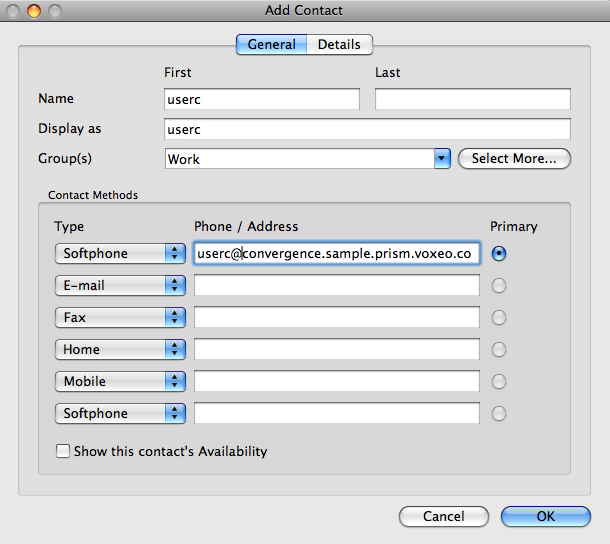 Add Contact
General Details
First Last
Name userc
Display as userc
Group(s) Work Select More...
Contact Methods
Type Phone / Address Primary
Softphone userc@convergence.sample.prism.voxeo.co
E-mail
Fax
Home
Mobile
Softphone
Show this contact's Availability
Cancel OK